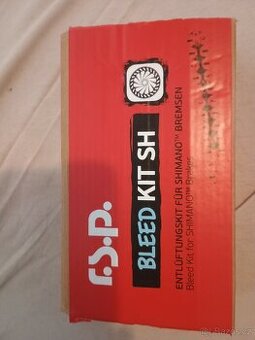 r.s.p.
BLEED KIT SH
ENTLÜFTUNGSKIT FÜR SHIMANO™ BREMSEN
Bleed Kit for SHIMANO™ Brakes